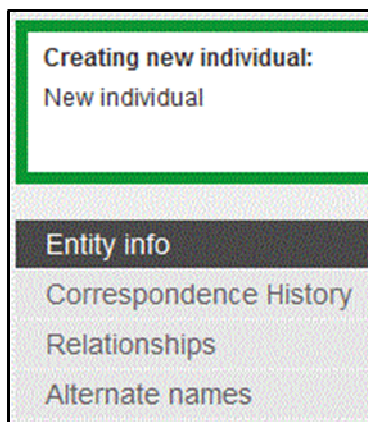 Creating new individual:
New individual
Entity info
Correspondence History
Relationships
Alternate names